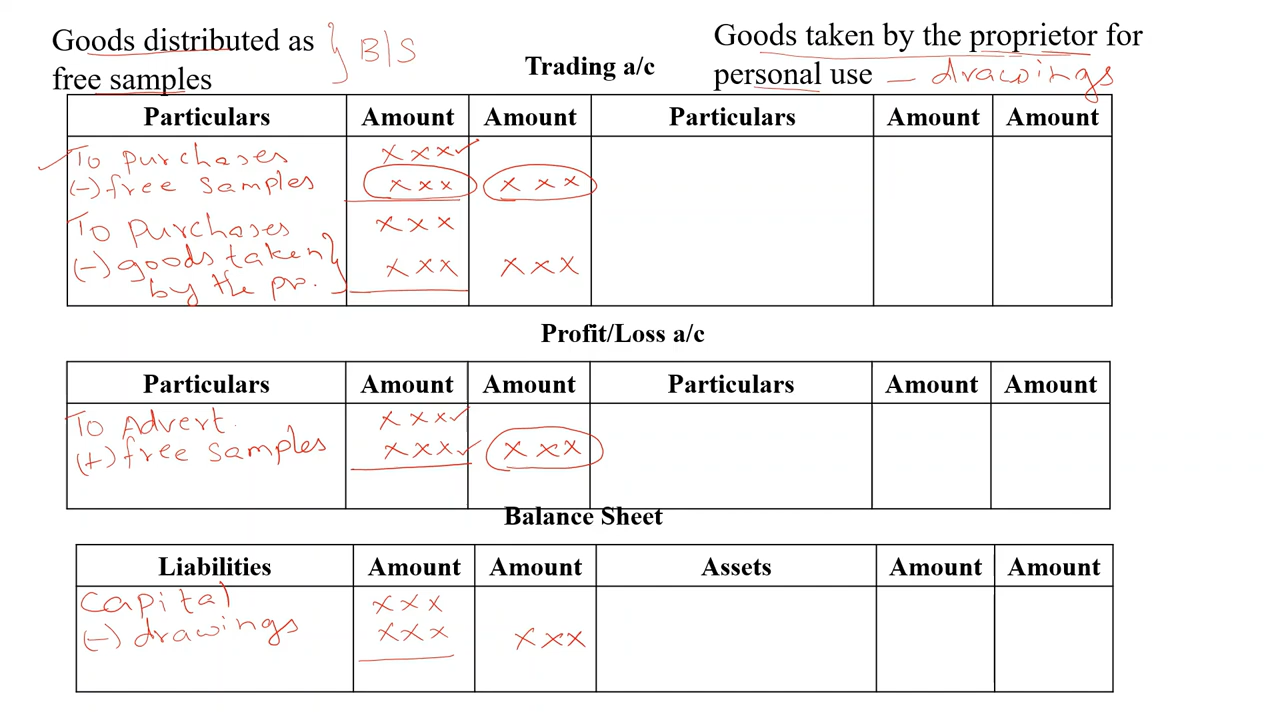 Goods distributed as
free samples
} B|S
Goods taken by the proprietor for
personal use – drawings
Trading a/c
Particulars Amount Amount Particulars Amount Amount
To purchases xxx
(-) free samples xxx xxx
To purchases xxx
(-) goods taken
by the pr. } xxx xxx
Profit/Loss a/c
Particulars Amount Amount Particulars Amount Amount
To Advert. xxx
(+) free samples xxx xxx
Balance Sheet
Liabilities Amount Amount Assets Amount Amount
Capital xxx
(-) drawings xxx xxx